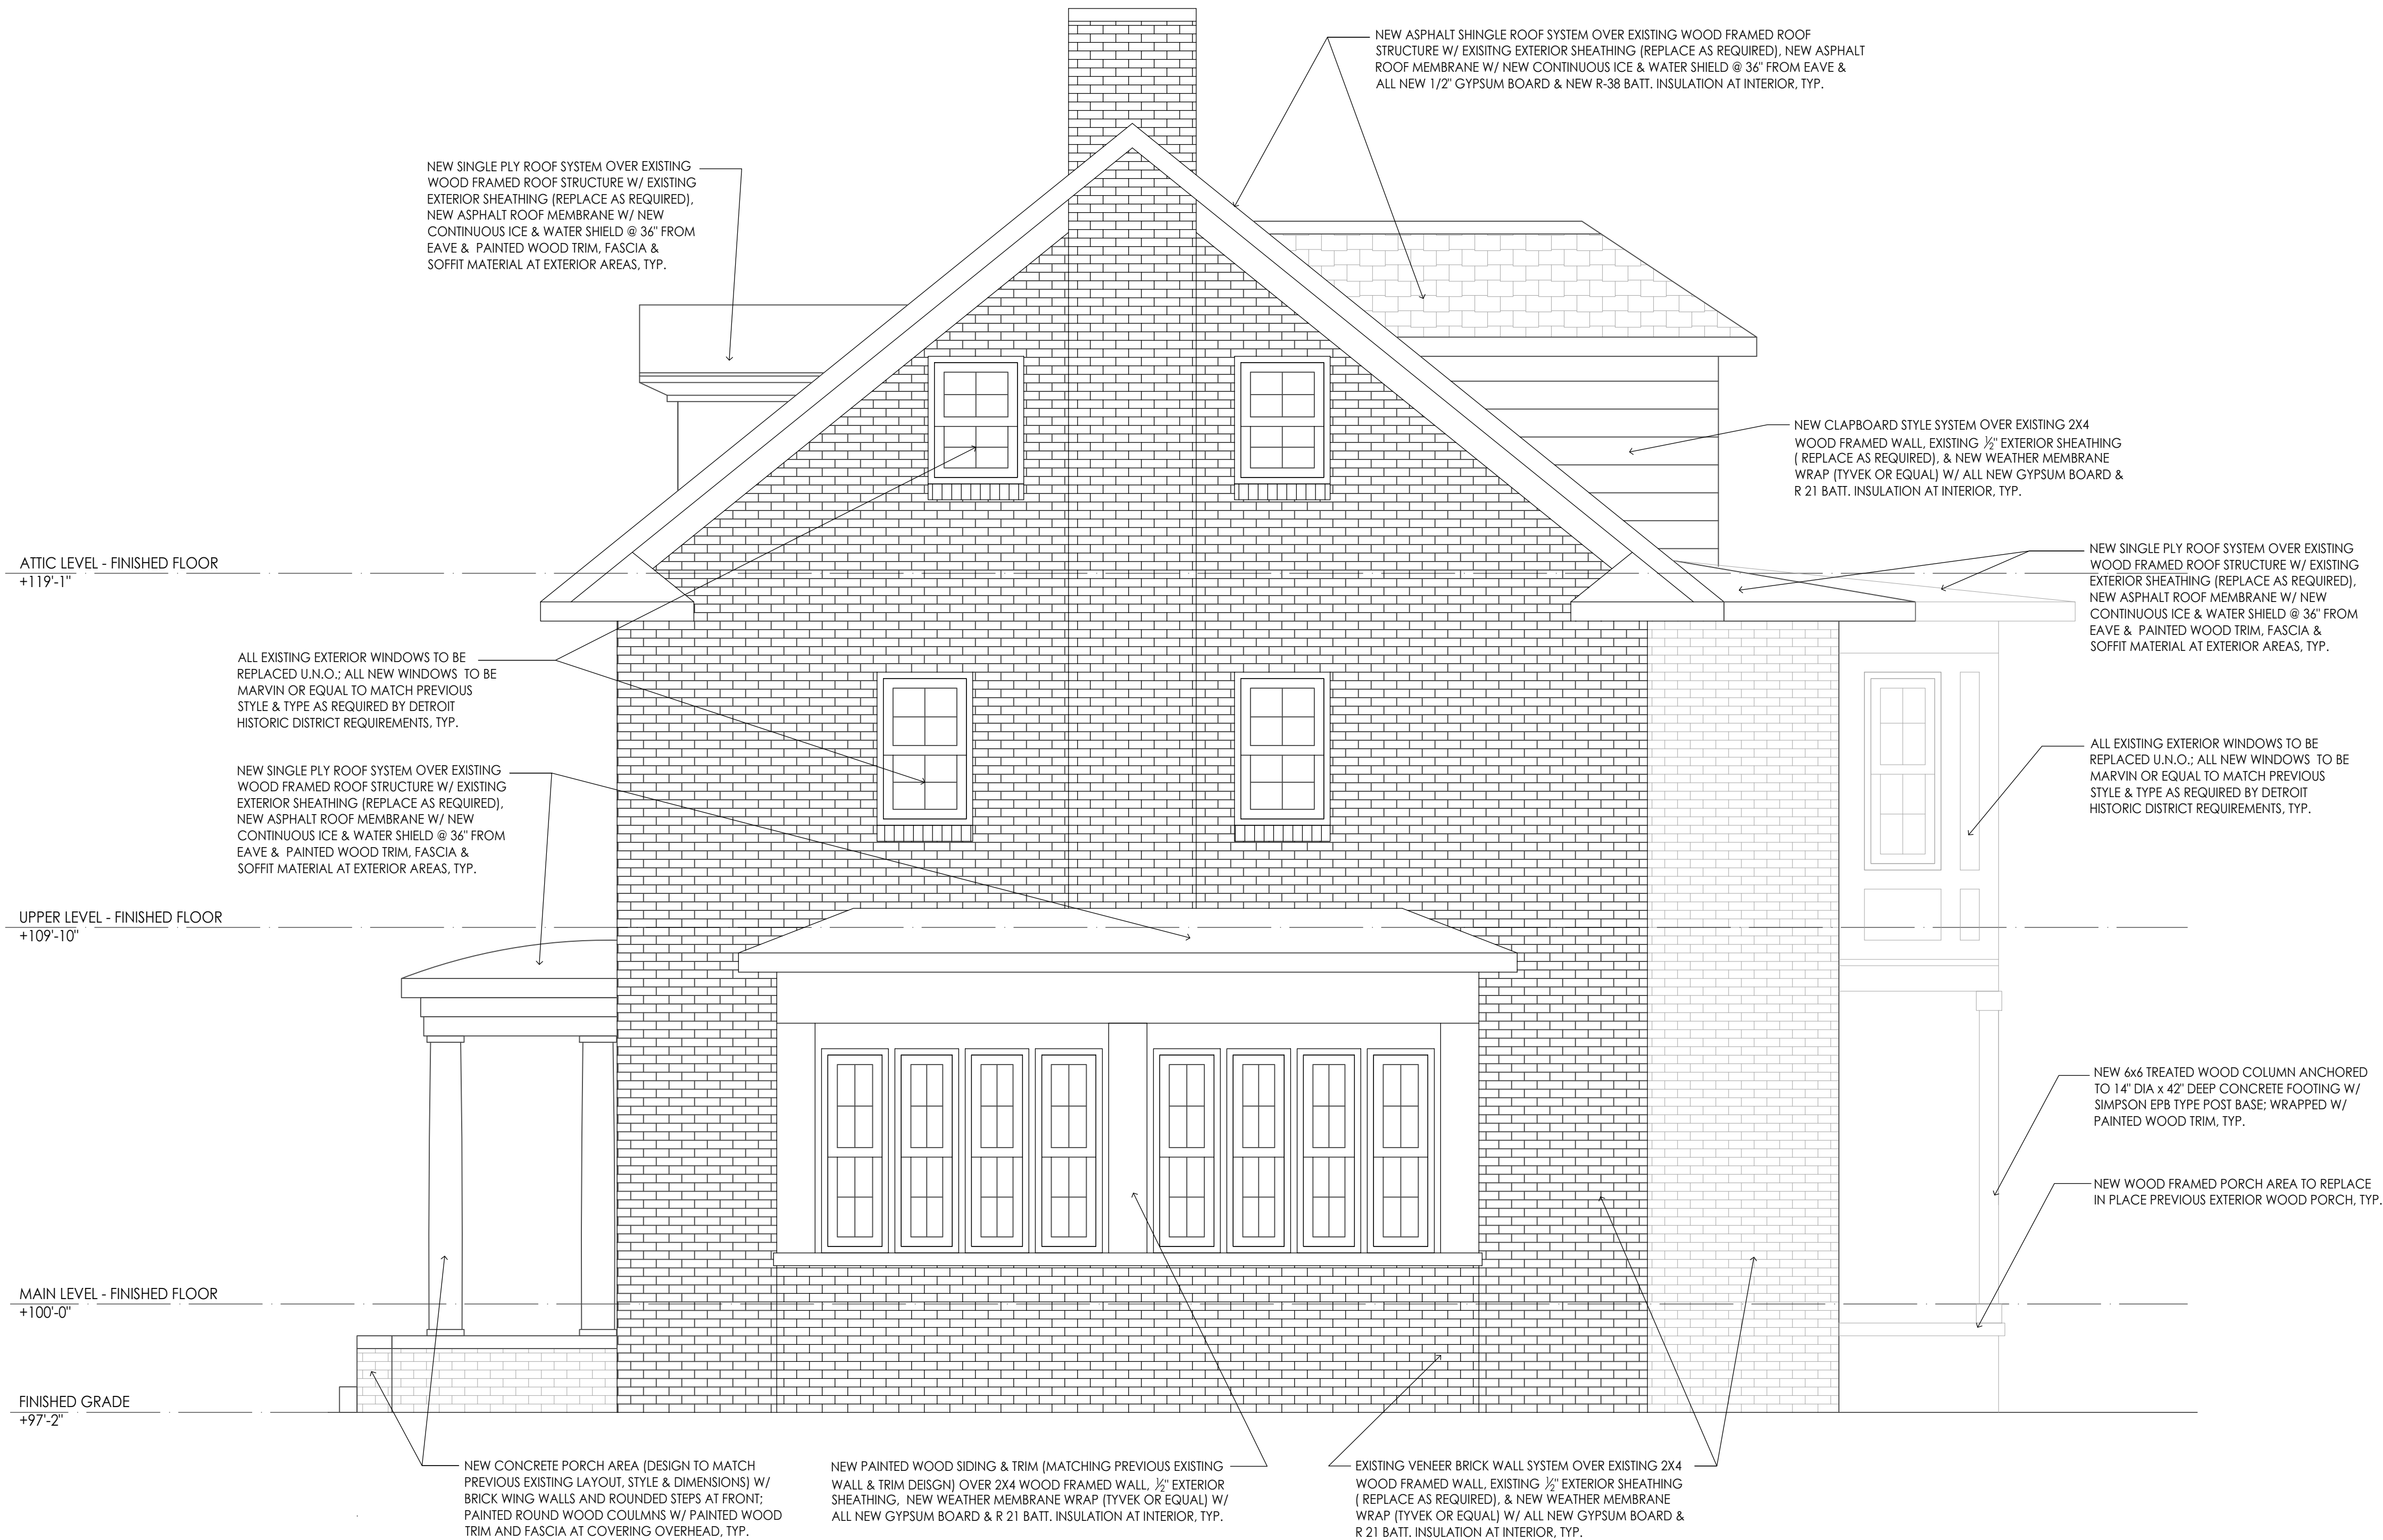 NEW ASPHALT SHINGLE ROOF SYSTEM OVER EXISTING WOOD FRAMED ROOF
STRUCTURE W/ EXISITNG EXTERIOR SHEATHING (REPLACE AS REQUIRED), NEW ASPHALT
ROOF MEMBRANE W/ NEW CONTINUOUS ICE & WATER SHIELD @ 36" FROM EAVE &
ALL NEW 1/2" GYPSUM BOARD & NEW R-38 BATT. INSULATION AT INTERIOR, TYP.
NEW SINGLE PLY ROOF SYSTEM OVER EXISTING
WOOD FRAMED ROOF STRUCTURE W/ EXISTING
EXTERIOR SHEATHING (REPLACE AS REQUIRED),
NEW ASPHALT ROOF MEMBRANE W/ NEW
CONTINUOUS ICE & WATER SHIELD @ 36" FROM
EAVE & PAINTED WOOD TRIM, FASCIA &
SOFFIT MATERIAL AT EXTERIOR AREAS, TYP.
NEW CLAPBOARD STYLE SYSTEM OVER EXISTING 2X4
WOOD FRAMED WALL, EXISTING ½" EXTERIOR SHEATHING
( REPLACE AS REQUIRED), & NEW WEATHER MEMBRANE
WRAP (TYVEK OR EQUAL) W/ ALL NEW GYPSUM BOARD &
R 21 BATT. INSULATION AT INTERIOR, TYP.
ATTIC LEVEL - FINISHED FLOOR
+119'-1"
NEW SINGLE PLY ROOF SYSTEM OVER EXISTING
WOOD FRAMED ROOF STRUCTURE W/ EXISTING
EXTERIOR SHEATHING (REPLACE AS REQUIRED),
NEW ASPHALT ROOF MEMBRANE W/ NEW
CONTINUOUS ICE & WATER SHIELD @ 36" FROM
EAVE & PAINTED WOOD TRIM, FASCIA &
SOFFIT MATERIAL AT EXTERIOR AREAS, TYP.
ALL EXISTING EXTERIOR WINDOWS TO BE
REPLACED U.N.O.; ALL NEW WINDOWS TO BE
MARVIN OR EQUAL TO MATCH PREVIOUS
STYLE & TYPE AS REQUIRED BY DETROIT
HISTORIC DISTRICT REQUIREMENTS, TYP.
ALL EXISTING EXTERIOR WINDOWS TO BE
REPLACED U.N.O.; ALL NEW WINDOWS TO BE
MARVIN OR EQUAL TO MATCH PREVIOUS
STYLE & TYPE AS REQUIRED BY DETROIT
HISTORIC DISTRICT REQUIREMENTS, TYP.
NEW SINGLE PLY ROOF SYSTEM OVER EXISTING
WOOD FRAMED ROOF STRUCTURE W/ EXISTING
EXTERIOR SHEATHING (REPLACE AS REQUIRED),
NEW ASPHALT ROOF MEMBRANE W/ NEW
CONTINUOUS ICE & WATER SHIELD @ 36" FROM
EAVE & PAINTED WOOD TRIM, FASCIA &
SOFFIT MATERIAL AT EXTERIOR AREAS, TYP.
UPPER LEVEL - FINISHED FLOOR
+109'-10"
NEW 6x6 TREATED WOOD COLUMN ANCHORED
TO 14" DIA x 42" DEEP CONCRETE FOOTING W/
SIMPSON EPB TYPE POST BASE; WRAPPED W/
PAINTED WOOD TRIM, TYP.
NEW WOOD FRAMED PORCH AREA TO REPLACE
IN PLACE PREVIOUS EXTERIOR WOOD PORCH, TYP.
MAIN LEVEL - FINISHED FLOOR
+100'-0"
FINISHED GRADE
+97'-2"
NEW CONCRETE PORCH AREA (DESIGN TO MATCH
PREVIOUS EXISTING LAYOUT, STYLE & DIMENSIONS) W/
BRICK WING WALLS AND ROUNDED STEPS AT FRONT;
PAINTED ROUND WOOD COULMNS W/ PAINTED WOOD
TRIM AND FASCIA AT COVERING OVERHEAD, TYP.
NEW PAINTED WOOD SIDING & TRIM (MATCHING PREVIOUS EXISTING
WALL & TRIM DEISGN) OVER 2X4 WOOD FRAMED WALL, ½" EXTERIOR
SHEATHING, NEW WEATHER MEMBRANE WRAP (TYVEK OR EQUAL) W/
ALL NEW GYPSUM BOARD & R 21 BATT. INSULATION AT INTERIOR, TYP.
EXISTING VENEER BRICK WALL SYSTEM OVER EXISTING 2X4
WOOD FRAMED WALL, EXISTING ½" EXTERIOR SHEATHING
( REPLACE AS REQUIRED), & NEW WEATHER MEMBRANE
WRAP (TYVEK OR EQUAL) W/ ALL NEW GYPSUM BOARD &
R 21 BATT. INSULATION AT INTERIOR, TYP.